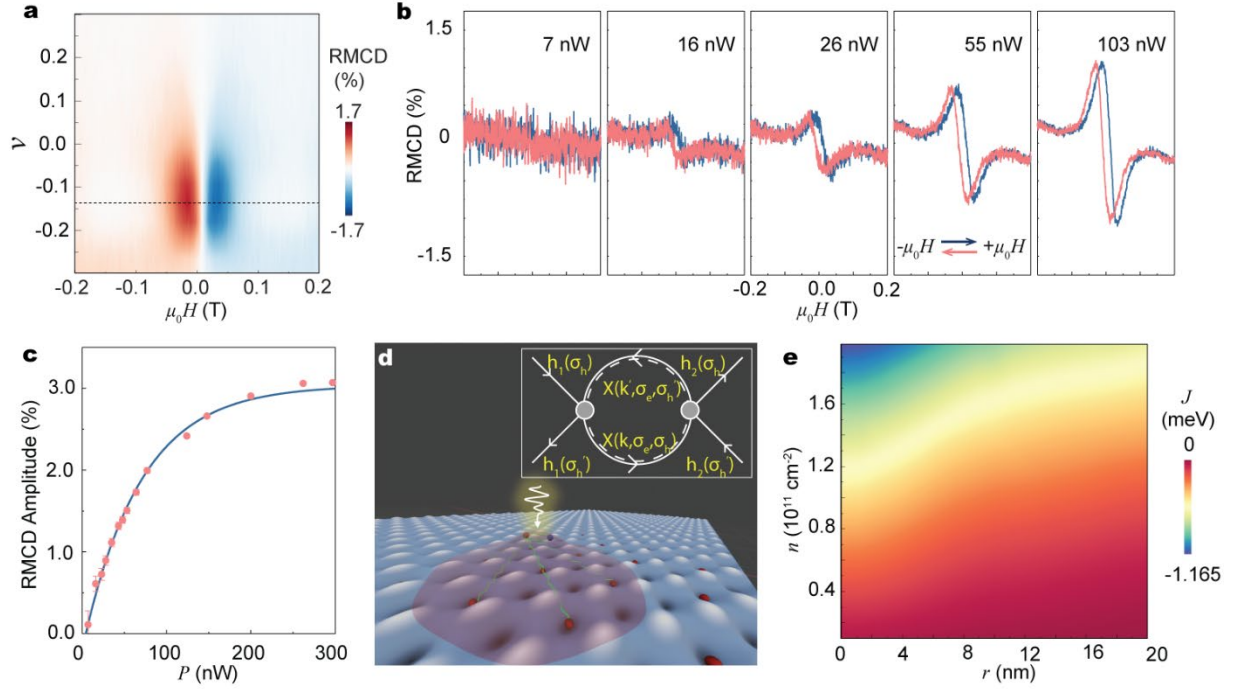 a
0.2
0.1
0.0
-0.1
-0.2
ν
-0.2 -0.1 0.0 0.1 0.2
μ₀H (T)
RMCD
(%)
1.7
-1.7
b
1.5
0
-1.5
RMCD (%)
7 nW
16 nW
26 nW
55 nW
103 nW
-μ₀H +μ₀H
-0.2 0.0 0.2
μ₀H (T)
c
3.0
2.0
1.0
0.0
RMCD Amplitude (%)
0 100 200 300
P (nW)
d
h₁(σₕ) h₂(σₕ)
X(k',σₑ,σₕ')
X(k,σₑ,σₕ)
h₁(σₕ') h₂(σₕ')
e
1.6
1.2
0.8
0.4
n (10¹¹ cm⁻²)
0 4 8 12 16 20
r (nm)
J
(meV)
0
-1.165